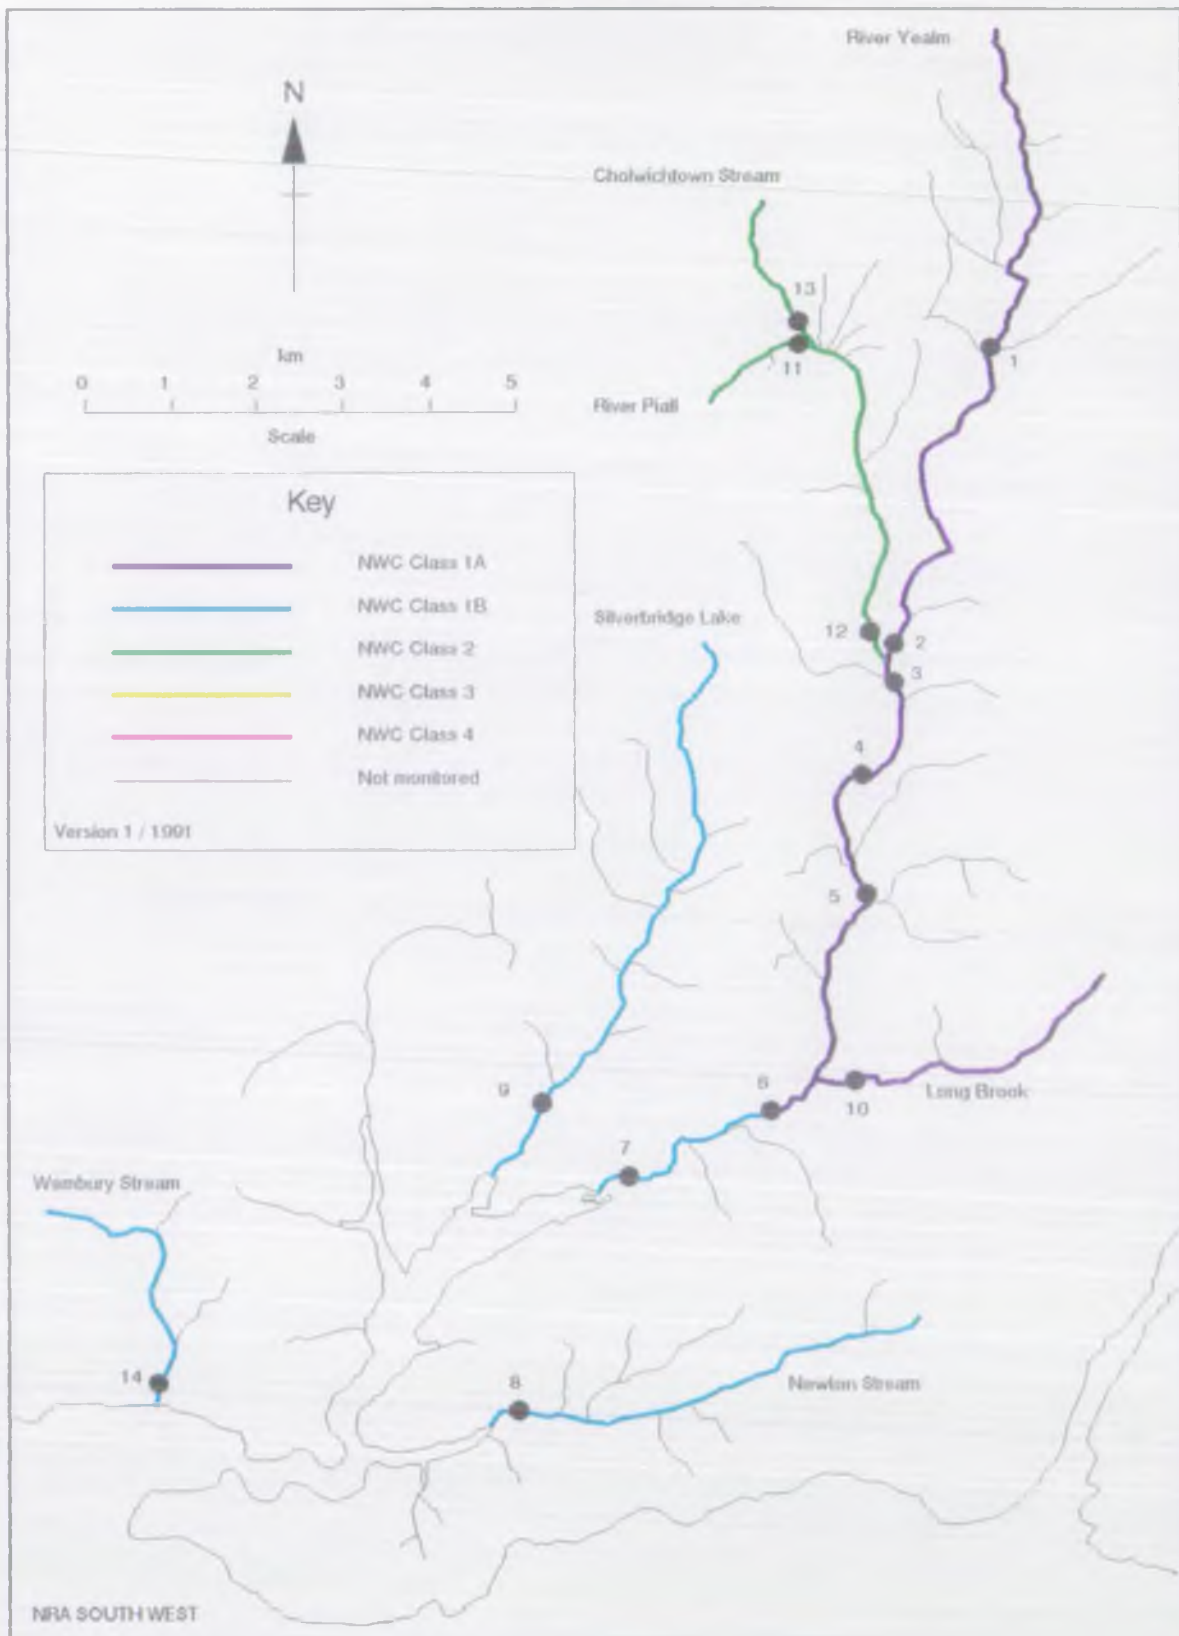 River Yealm
N
Cholwichtown Stream
13
1
11
km
0 1 2 3 4 5
River Piall
Scale
Key
NWC Class 1A
NWC Class 1B
NWC Class 2
NWC Class 3
NWC Class 4
Not monitored
Version 1 / 1991
Silverbridge Lake
12
2
3
4
5
9
6
10
Long Brook
7
Wembury Stream
14
8
Newton Stream
NRA SOUTH WEST